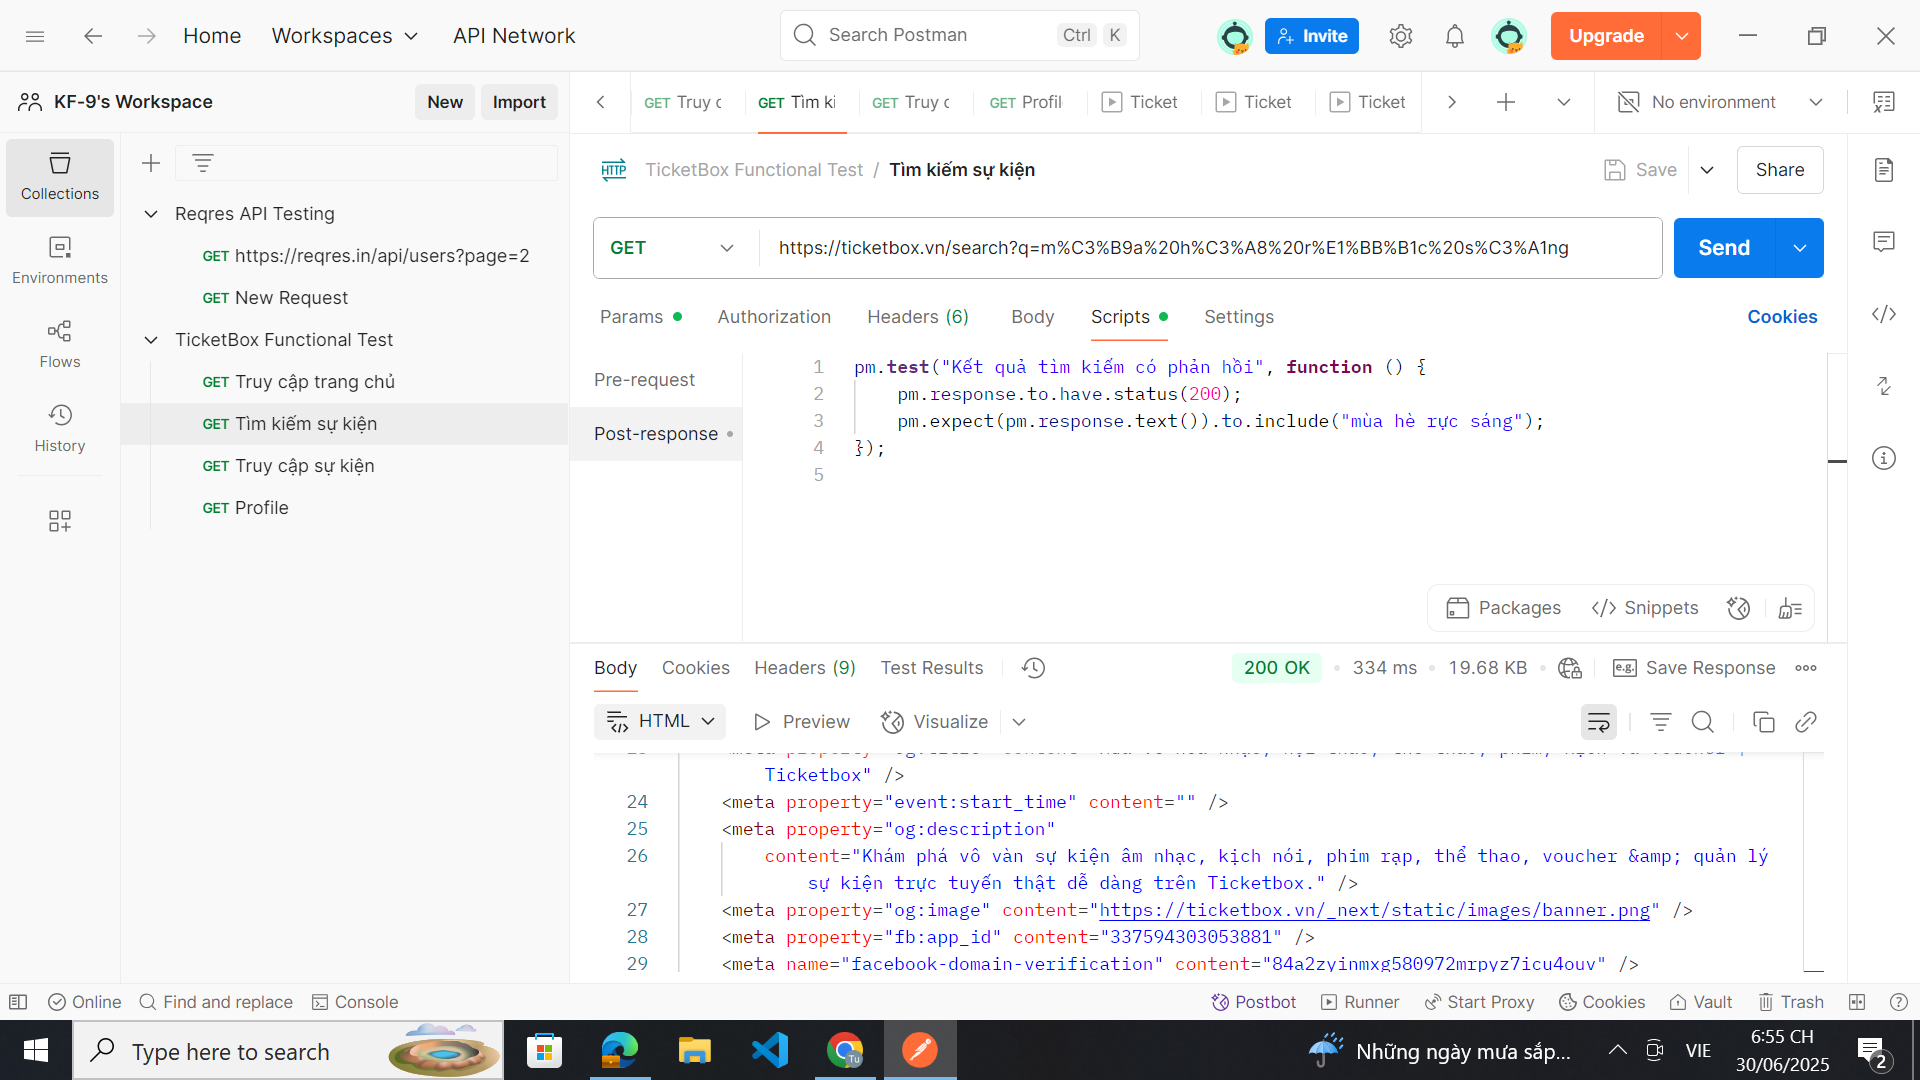 Home
Workspaces
API Network
Search Postman
Ctrl
K
Invite
Upgrade
KF-9's Workspace
New
Import
GET Truy c
GET Tìm ki
GET Truy c
GET Profil
Ticket
Ticket
Ticket
No environment
Collections
Environments
Flows
History
Reqres API Testing
GET https://reqres.in/api/users?page=2
GET New Request
TicketBox Functional Test
GET Truy cập trang chủ
GET Tìm kiếm sự kiện
GET Truy cập sự kiện
GET Profile
HTTP
TicketBox Functional Test / Tìm kiếm sự kiện
Save
Share
GET
https://ticketbox.vn/search?q=m%C3%B9a%20h%C3%A8%20r%E1%BB%B1c%20s%C3%A1ng
Send
Params
Authorization
Headers (6)
Body
Scripts
Settings
Cookies
Pre-request
Post-response
1 pm.test("Kết quả tìm kiếm có phản hồi", function () {
2 pm.response.to.have.status(200);
3 pm.expect(pm.response.text()).to.include("mùa hè rực sáng");
4 });
5
Packages
Snippets
Body
Cookies
Headers (9)
Test Results
200 OK
334 ms
19.68 KB
e.g.
Save Response
HTML
Preview
Visualize
Ticketbox" />
24 <meta property="event:start_time" content="" />
25 <meta property="og:description"
26 content="Khám phá vô vàn sự kiện âm nhạc, kịch nói, phim rạp, thể thao, voucher &amp; quản lý
sự kiện trực tuyến thật dễ dàng trên Ticketbox." />
27 <meta property="og:image" content="https://ticketbox.vn/_next/static/images/banner.png" />
28 <meta property="fb:app_id" content="337594303053881" />
29 <meta name="facebook-domain-verification" content="84a2zyinmxg580972mrpyz7icu4ouv" />
Online
Find and replace
Console
Postbot
Runner
Start Proxy
Cookies
Vault
Trash
Type here to search
Tu
Những ngày mưa sắp...
VIE
6:55 CH
30/06/2025
2